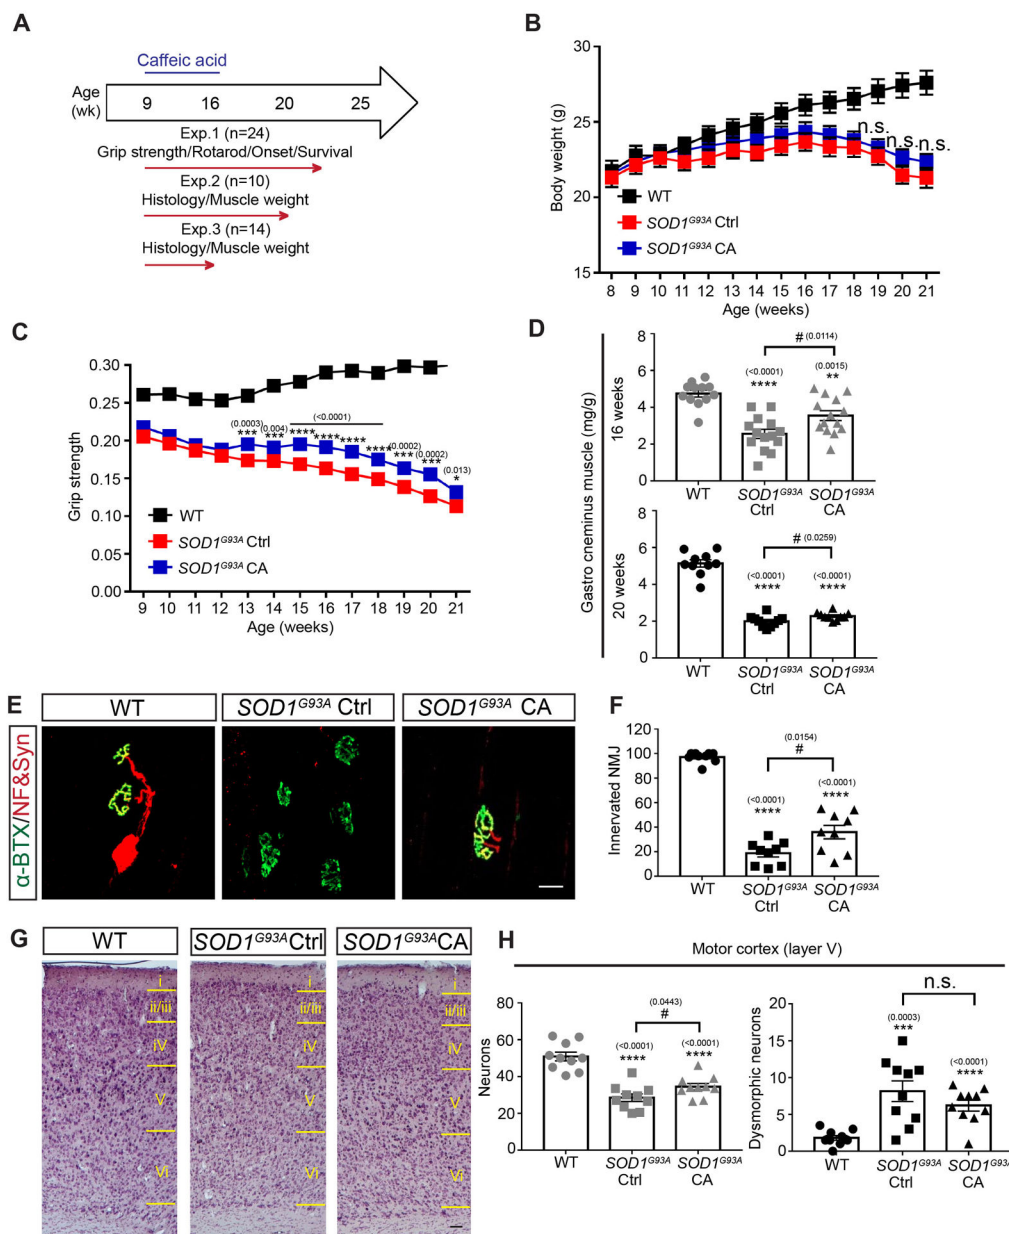 A
Caffeic acid
Age
(wk)
9 16 20 25
Exp.1 (n=24)
Grip strength/Rotarod/Onset/Survival
Exp.2 (n=10)
Histology/Muscle weight
Exp.3 (n=14)
Histology/Muscle weight
B
Body weight (g)
30
25
20
15
n.s.
n.s.
n.s.
WT
SOD1G93A Ctrl
SOD1G93A CA
8 9 10 11 12 13 14 15 16 17 18 19 20 21
Age (weeks)
C
Grip strength
0.30
0.25
0.20
0.15
0.10
0.05
0.00
(<0.0001)
(0.0003) (0.004)
*** *** **** **** **** *** *** *** *
(0.0002)
(0.0002)
(0.013)
WT
SOD1G93A Ctrl
SOD1G93A CA
9 10 11 12 13 14 15 16 17 18 19 20 21
Age (weeks)
D
Gastro cneminus muscle (mg/g)
16 weeks
8
6
4
2
0
# (0.0114)
(<0.0001)
****
(0.0015)
**
WT SOD1G93A Ctrl SOD1G93A CA
20 weeks
8
6
4
2
0
# (0.0259)
(<0.0001) (<0.0001)
**** ****
WT SOD1G93A Ctrl SOD1G93A CA
E
WT SOD1G93A Ctrl SOD1G93A CA
α-BTX/NF&Syn
F
Innervated NMJ
120
100
80
60
40
20
0
(0.0154)
#
(<0.0001)
****
(<0.0001)
****
WT SOD1G93A Ctrl SOD1G93A CA
G
WT SOD1G93A Ctrl SOD1G93A CA
i i i
ii/iii ii/iii ii/iii
iV iV iV
V V V
Vi Vi Vi
H
Motor cortex (layer V)
Neurons
80
60
40
20
0
(0.0443)
#
(<0.0001) (<0.0001)
**** ****
WT SOD1G93A Ctrl SOD1G93A CA
Dysmorphic neurons
20
15
10
5
0
n.s.
(0.0003)
***
(<0.0001)
****
WT SOD1G93A Ctrl SOD1G93A CA